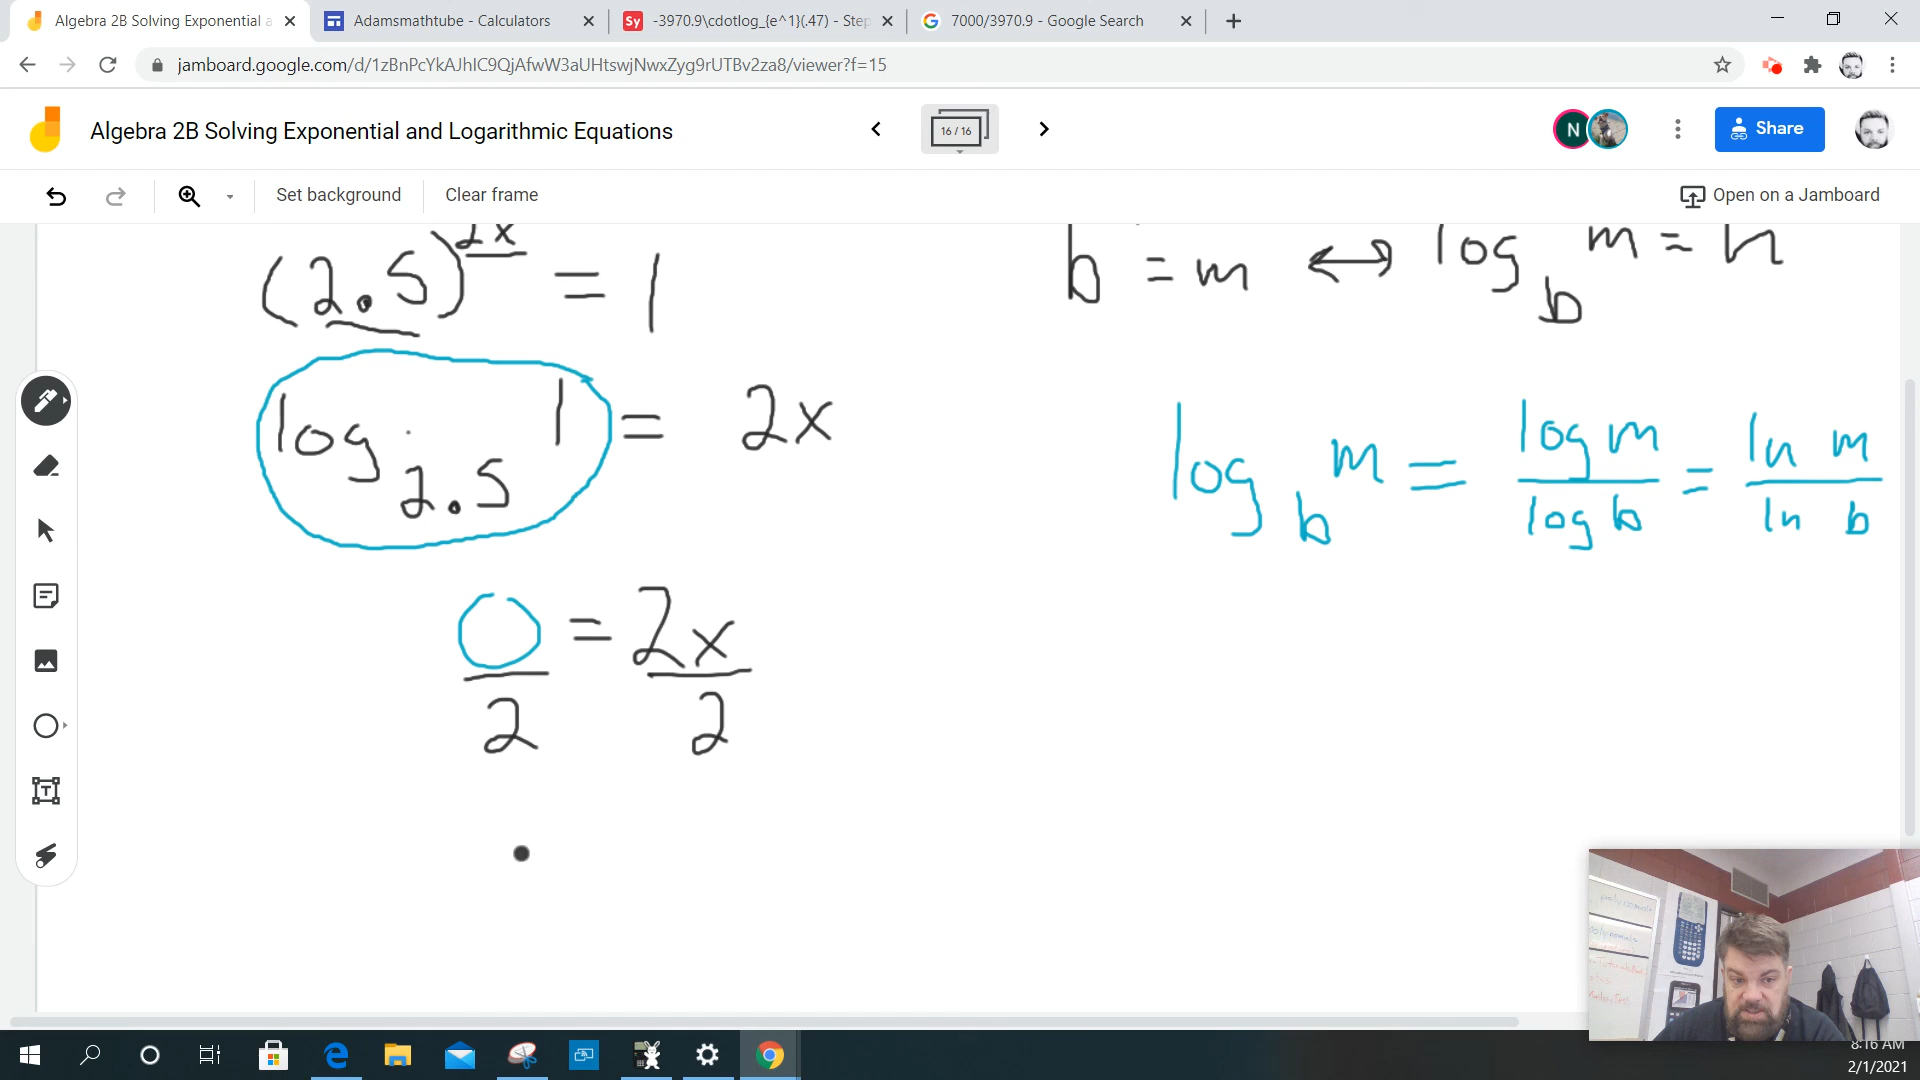 Algebra 2B Solving Exponential a
Adamsmathtube - Calculators
Sy -3970.9\cdotlog_{e^1}(.47) - Step
7000/3970.9 - Google Search
jamboard.google.com/d/1zBnPcYkAJhIC9QjAfwW3aUHtswjNwxZyg9rUTBv2za8/viewer?f=15
Algebra 2B Solving Exponential and Logarithmic Equations
16 / 16
N
Share
Set background
Clear frame
Open on a Jamboard
(2.5)^2x = 1
b = m ↔ log_b m = n
log_2.5 1 = 2x
log_b m = log m / log b = ln m / ln b
0/2 = 2x/2
8:16 AM
2/1/2021